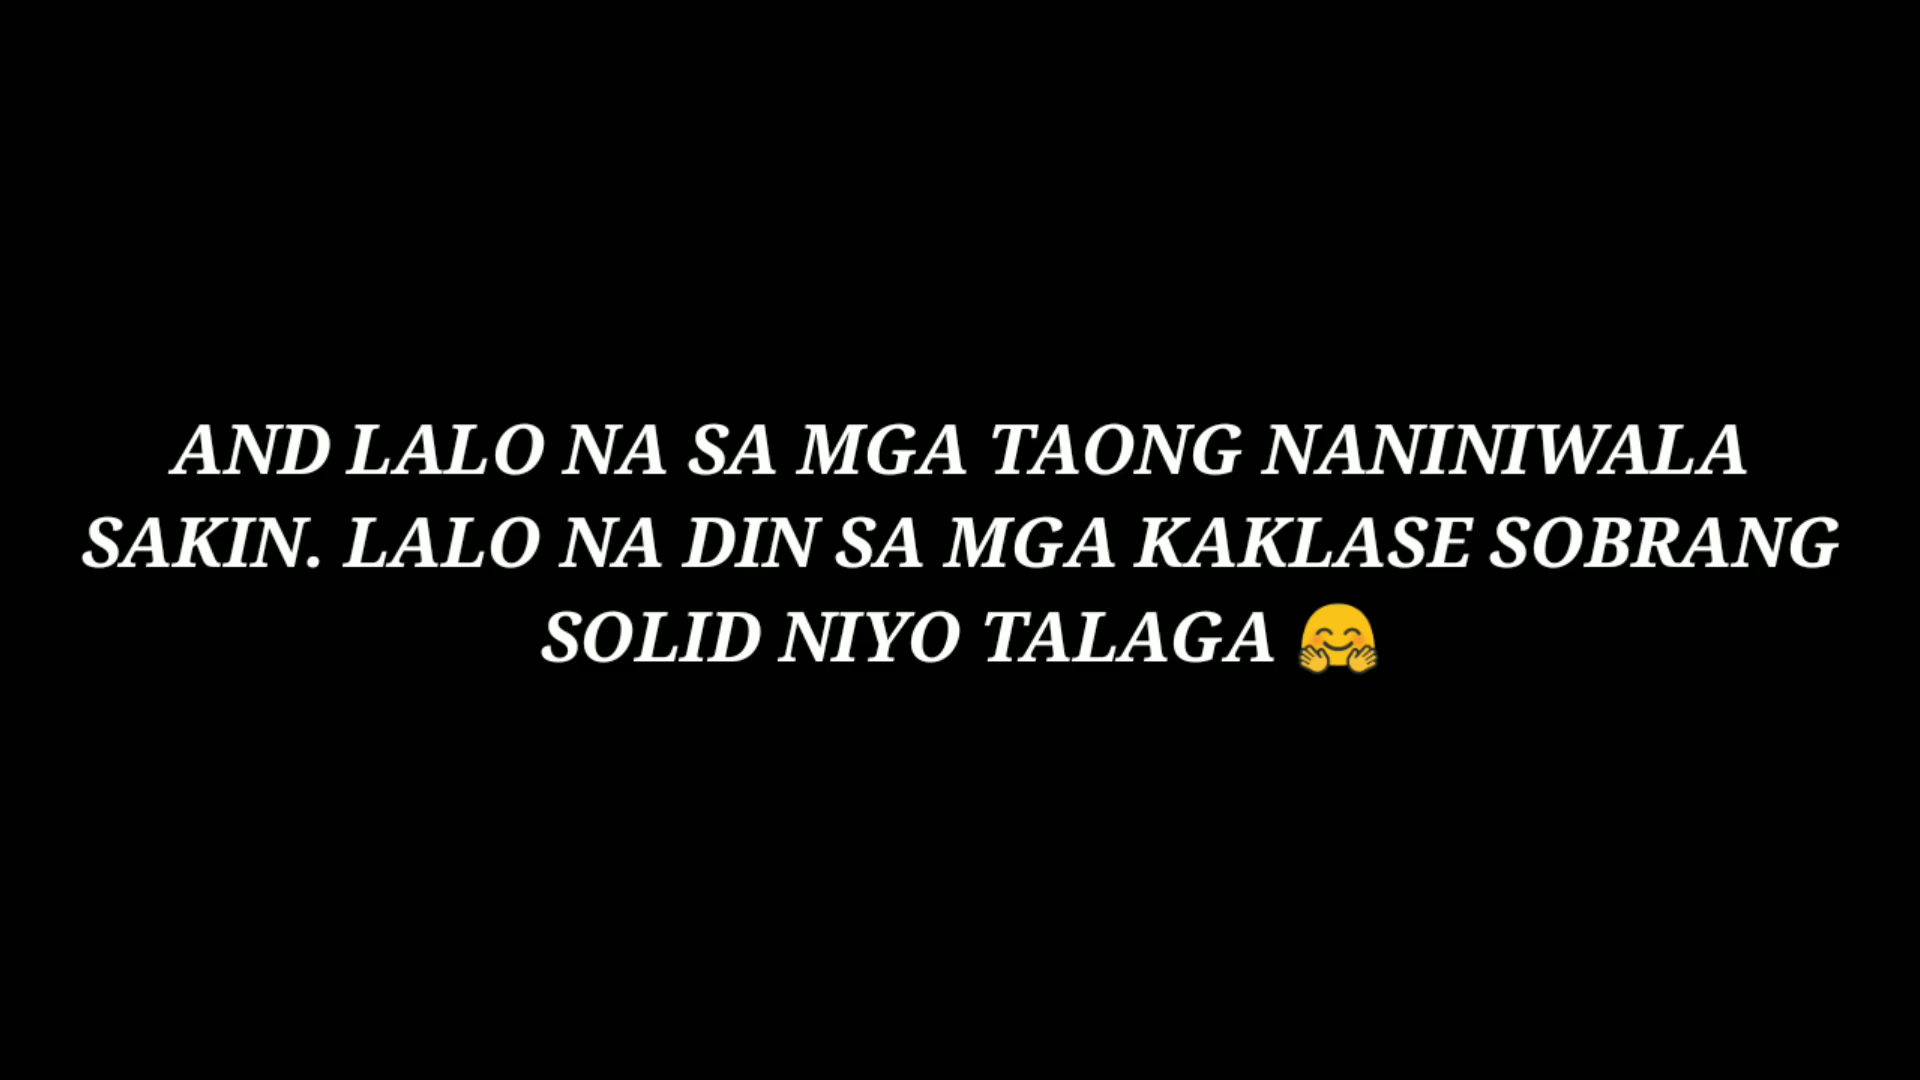 AND LALO NA SA MGA TAONG NANINIWALA
SAKIN. LALO NA DIN SA MGA KAKLASE SOBRANG
SOLID NIYO TALAGA 🤗